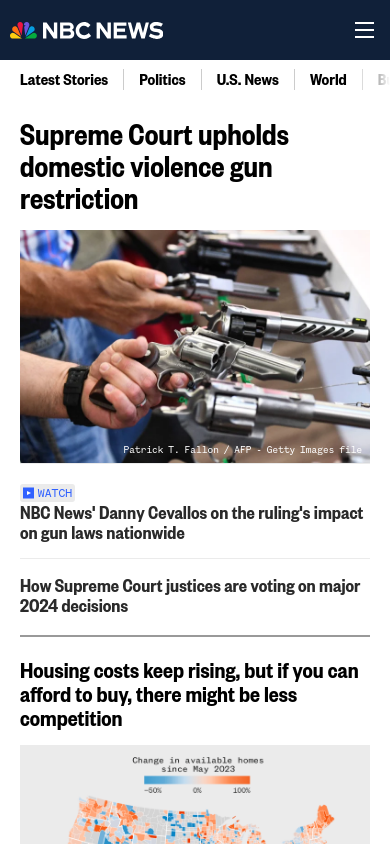 NBC NEWS
Latest Stories
Politics
U.S. News
World
Supreme Court upholds
domestic violence gun
restriction
Patrick T. Fallon / AFP - Getty Images file
WATCH
NBC News' Danny Cevallos on the ruling's impact
on gun laws nationwide
How Supreme Court justices are voting on major
2024 decisions
Housing costs keep rising, but if you can
afford to buy, there might be less
competition
Change in available homes
since May 2023
-50%
0%
100%